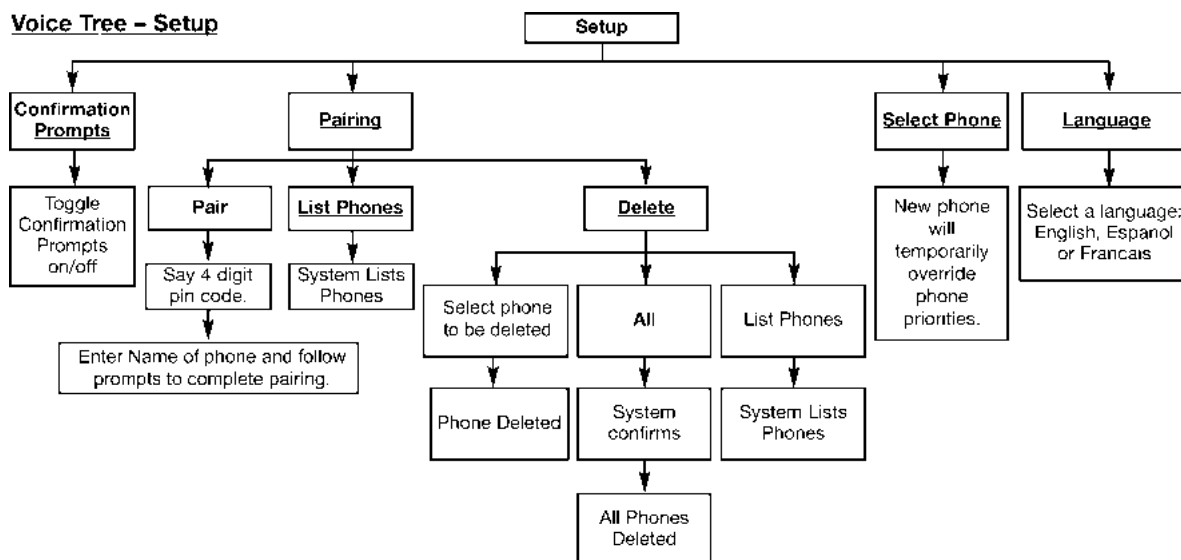 Voice Tree – Setup
Setup
Confirmation
Prompts
Pairing
Select Phone
Language
Toggle
Confirmation
Prompts
on/off
Pair
List Phones
Delete
New phone
will
temporarily
override
phone
priorities.
Select a language:
English, Espanol
or Francais
Say 4 digit
pin code.
System Lists
Phones
Select phone
to be deleted
All
List Phones
Enter Name of phone and follow
prompts to complete pairing.
Phone Deleted
System
confirms
System Lists
Phones
All Phones
Deleted